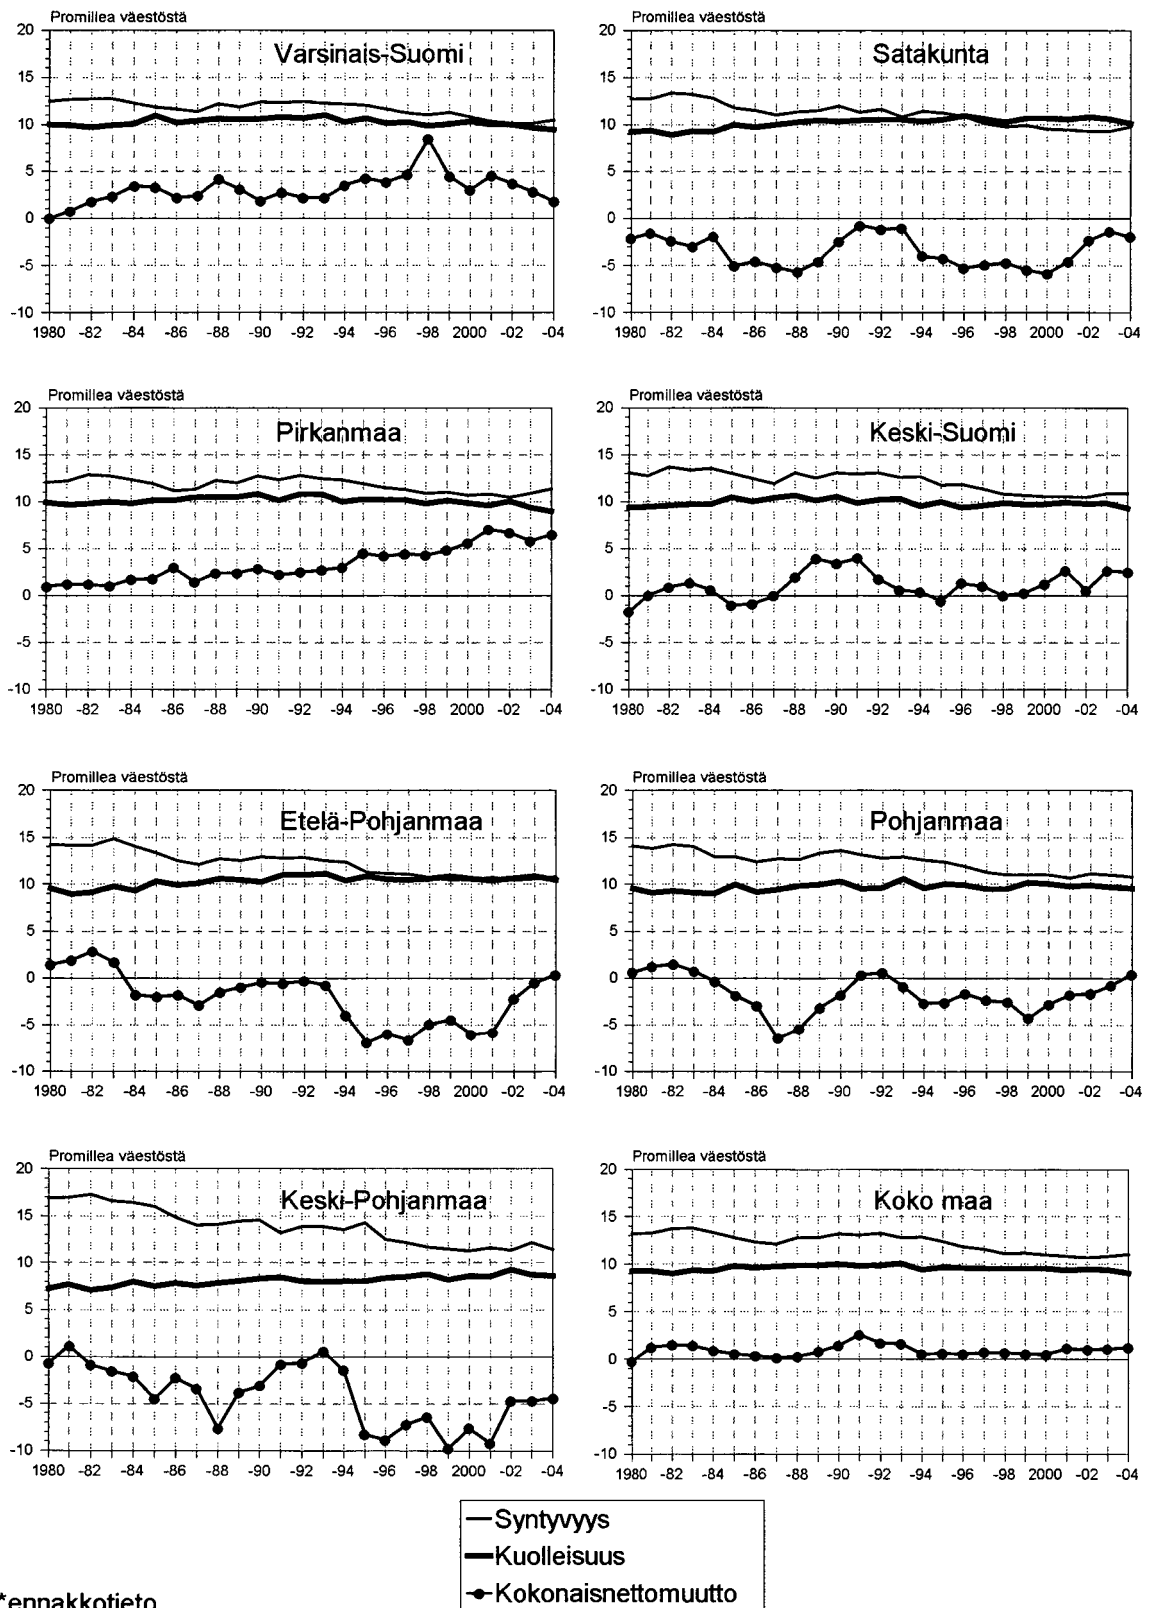 Promillea väestöstä
Varsinais-Suomi
20
15
10
5
0
-5
-10
1980 -82 -84 -86 -88 -90 -92 -94 -96 -98 2000 -02 -04
Promillea väestöstä
Satakunta
20
15
10
5
0
-5
-10
1980 -82 -84 -86 -88 -90 -92 -94 -96 -98 2000 -02 -04
Promillea väestöstä
Pirkanmaa
20
15
10
5
0
-5
-10
1980 -82 -84 -86 -88 -90 -92 -94 -96 -98 2000 -02 -04
Promillea väestöstä
Keski-Suomi
20
15
10
5
0
-5
-10
1980 -82 -84 -86 -88 -90 -92 -94 -96 -98 2000 -02 -04
Promillea väestöstä
Etelä-Pohjanmaa
20
15
10
5
0
-5
-10
1980 -82 -84 -86 -88 -90 -92 -94 -96 -98 2000 -02 -04
Promillea väestöstä
Pohjanmaa
20
15
10
5
0
-5
-10
1980 -82 -84 -86 -88 -90 -92 -94 -96 -98 2000 -02 -04
Promillea väestöstä
Keski-Pohjanmaa
20
15
10
5
0
-5
-10
1980 -82 -84 -86 -88 -90 -92 -94 -96 -98 2000 -02 -04
Promillea väestöstä
Koko maa
20
15
10
5
0
-5
-10
1980 -82 -84 -86 -88 -90 -92 -94 -96 -98 2000 -02 -04
Syntyvyys
Kuolleisuus
Kokonaisnettomuutto
*ennakkotieto